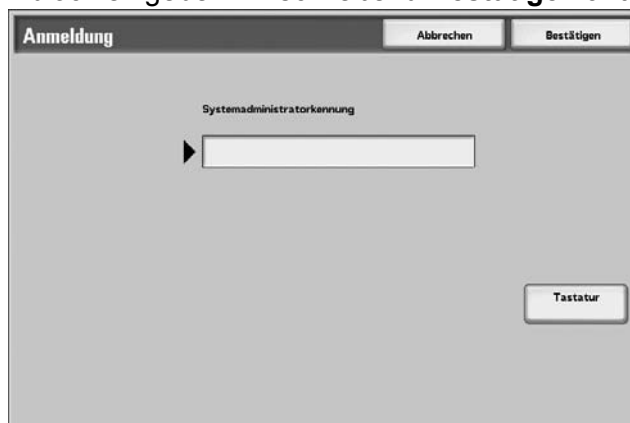 Anmeldung Abbrechen Bestätigen
Systemadministratorkennung
Tastatur